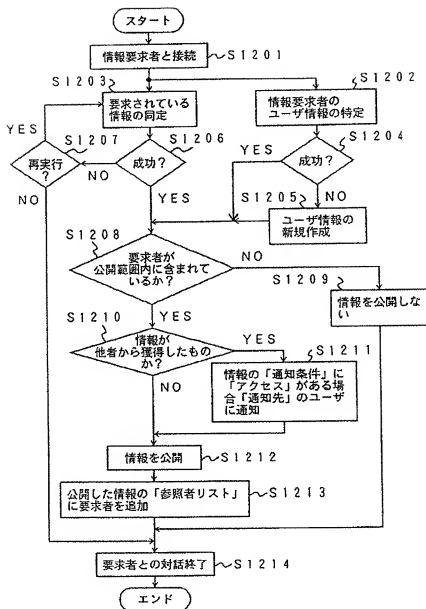 スタート
情報要求者と接続
S1201
S1203
要求されている
情報の同定
S1202
情報要求者の
ユーザ情報の特定
YES
S1207
再実行
?
NO
S1206
成功?
NO
YES
S1204
成功?
YES
NO
S1205
ユーザ情報の
新規作成
S1208
要求者が
公開範囲内に含まれて
いるか?
NO
YES
S1209
情報を公開しな
い
S1210
情報が
他者から獲得したもの
か?
YES
NO
S1211
情報の「通知条件」に
「アクセス」がある場
合「通知先」のユーザ
に通知
情報を公開
S1212
公開した情報の「参照者リスト」
に要求者を追加
S1213
要求者との対話終了
S1214
エンド